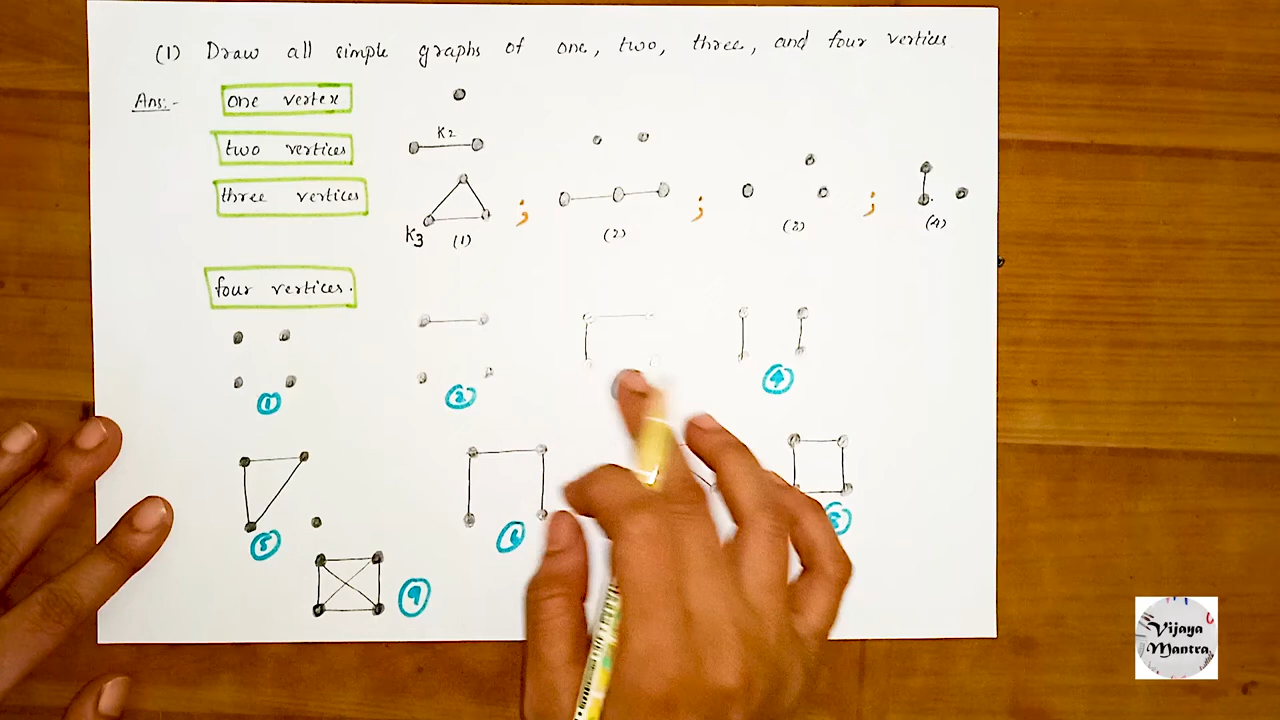 (1) Draw all simple graphs of one, two, three, and four vertices
Ans:-
one vertex
two vertices
K2
three vertices
;
;
;
K3
(1)
(2)
(3)
(4)
four vertices.
1
2
4
5
6
8
9
Vijaya
Mantra